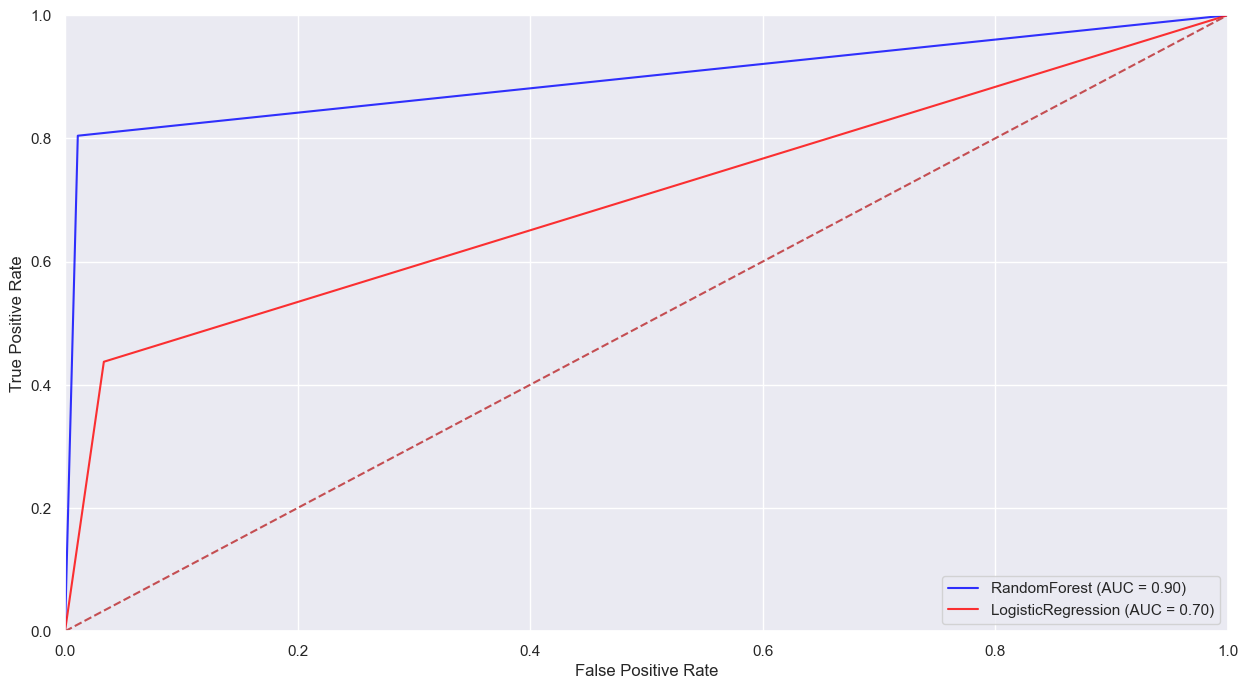 1.0
0.8
0.6
0.4
0.2
0.0
True Positive Rate
RandomForest (AUC = 0.90)
LogisticRegression (AUC = 0.70)
0.0 0.2 0.4 0.6 0.8 1.0
False Positive Rate